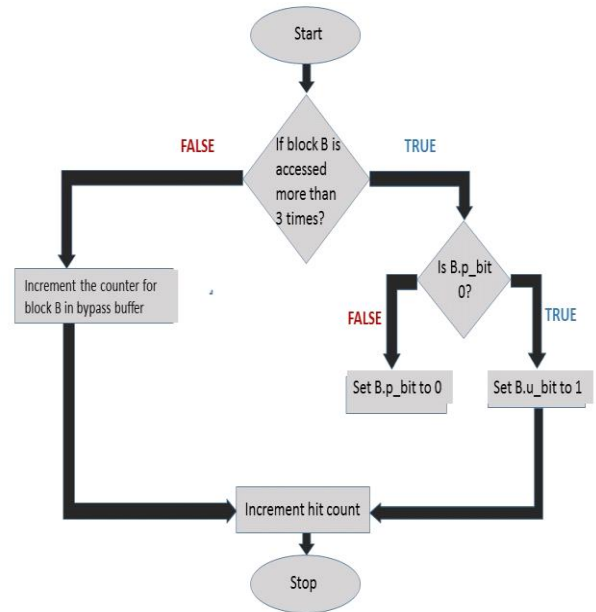 Start
If block B is
accessed
more than
3 times?
FALSE
TRUE
Increment the counter for
block B in bypass buffer
Is B.p_bit
0?
FALSE
TRUE
Set B.p_bit to 0
Set B.u_bit to 1
Increment hit count
Stop